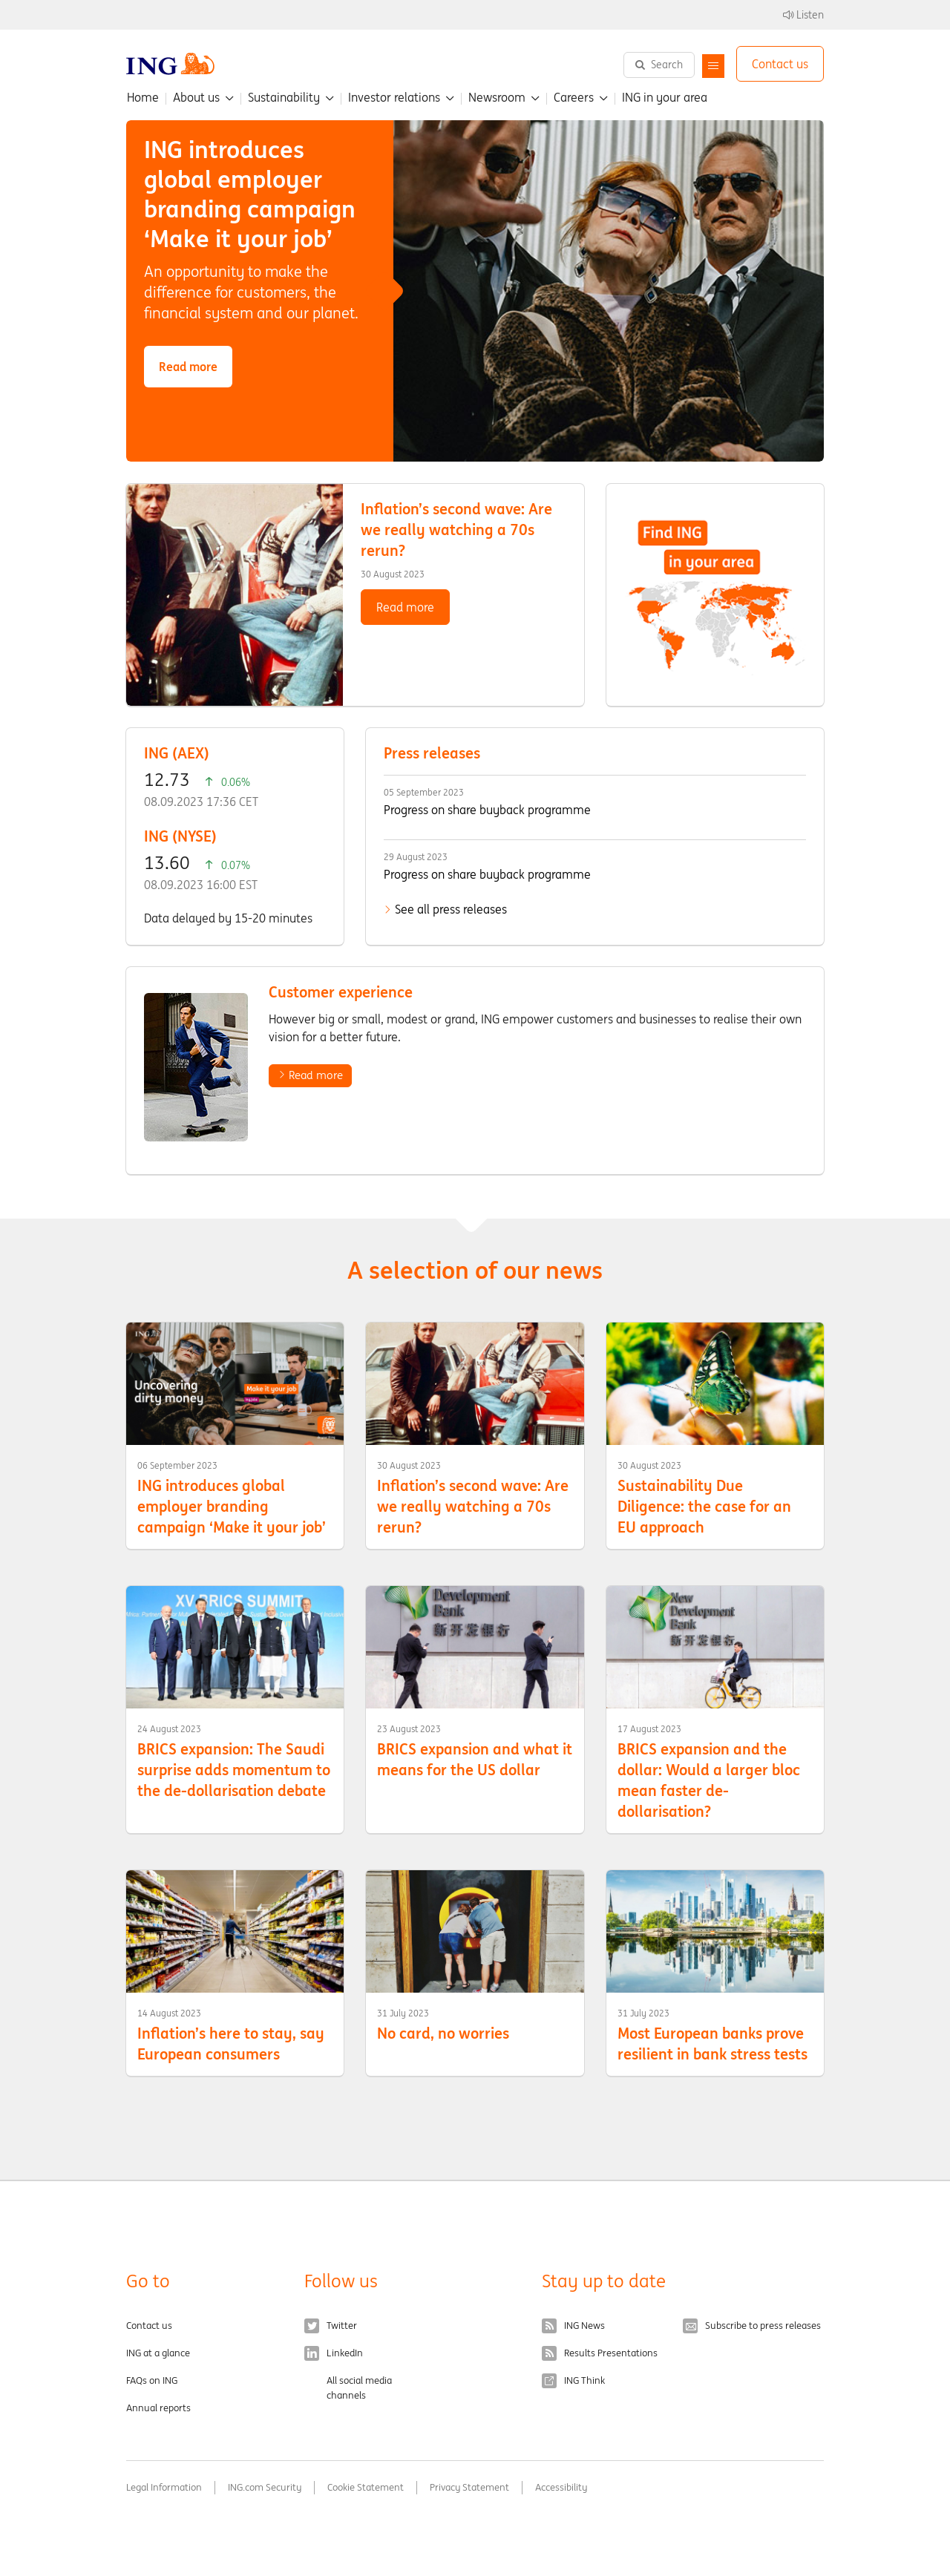 Listen
ING
Search
Contact us
Home
About us
Sustainability
Investor relations
Newsroom
Careers
ING in your area
ING introduces
global employer
branding campaign
‘Make it your job’
An opportunity to make the
difference for customers, the
financial system and our planet.
Read more
Inflation’s second wave: Are
we really watching a 70s
rerun?
30 August 2023
Read more
Find ING
in your area
ING (AEX)
12.73 0.06%
08.09.2023 17:36 CET
ING (NYSE)
13.60 0.07%
08.09.2023 16:00 EST
Data delayed by 15-20 minutes
Press releases
05 September 2023
Progress on share buyback programme
29 August 2023
Progress on share buyback programme
See all press releases
Customer experience
However big or small, modest or grand, ING empower customers and businesses to realise their own
vision for a better future.
Read more
A selection of our news
ING
Uncovering
dirty money
Make it your job
06 September 2023
ING introduces global
employer branding
campaign ‘Make it your job’
30 August 2023
Inflation’s second wave: Are
we really watching a 70s
rerun?
30 August 2023
Sustainability Due
Diligence: the case for an
EU approach
XV BRICS SUMMIT
24 August 2023
BRICS expansion: The Saudi
surprise adds momentum to
the de-dollarisation debate
Development
Bank
新开发银行
23 August 2023
BRICS expansion and what it
means for the US dollar
New
Development
Bank
新开发银行
17 August 2023
BRICS expansion and the
dollar: Would a larger bloc
mean faster de-
dollarisation?
14 August 2023
Inflation’s here to stay, say
European consumers
31 July 2023
No card, no worries
31 July 2023
Most European banks prove
resilient in bank stress tests
Go to
Contact us
ING at a glance
FAQs on ING
Annual reports
Follow us
Twitter
LinkedIn
All social media
channels
Stay up to date
ING News
Results Presentations
ING Think
Subscribe to press releases
Legal Information
ING.com Security
Cookie Statement
Privacy Statement
Accessibility